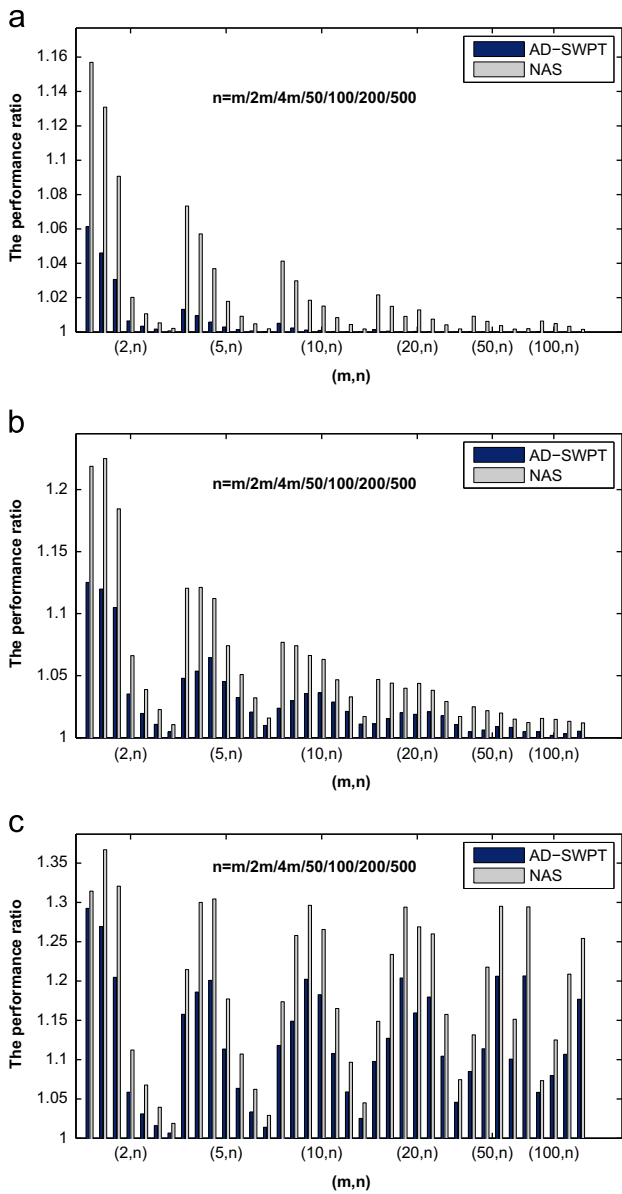 a
AD−SWPT
NAS
n=m/2m/4m/50/100/200/500
The performance ratio
1.16
1.14
1.12
1.1
1.08
1.06
1.04
1.02
1
(2,n) (5,n) (10,n) (20,n) (50,n) (100,n)
(m,n)
b
AD−SWPT
NAS
n=m/2m/4m/50/100/200/500
The performance ratio
1.2
1.15
1.1
1.05
1
(2,n) (5,n) (10,n) (20,n) (50,n) (100,n)
(m,n)
c
AD−SWPT
NAS
n=m/2m/4m/50/100/200/500
The performance ratio
1.35
1.3
1.25
1.2
1.15
1.1
1.05
1
(2,n) (5,n) (10,n) (20,n) (50,n) (100,n)
(m,n)